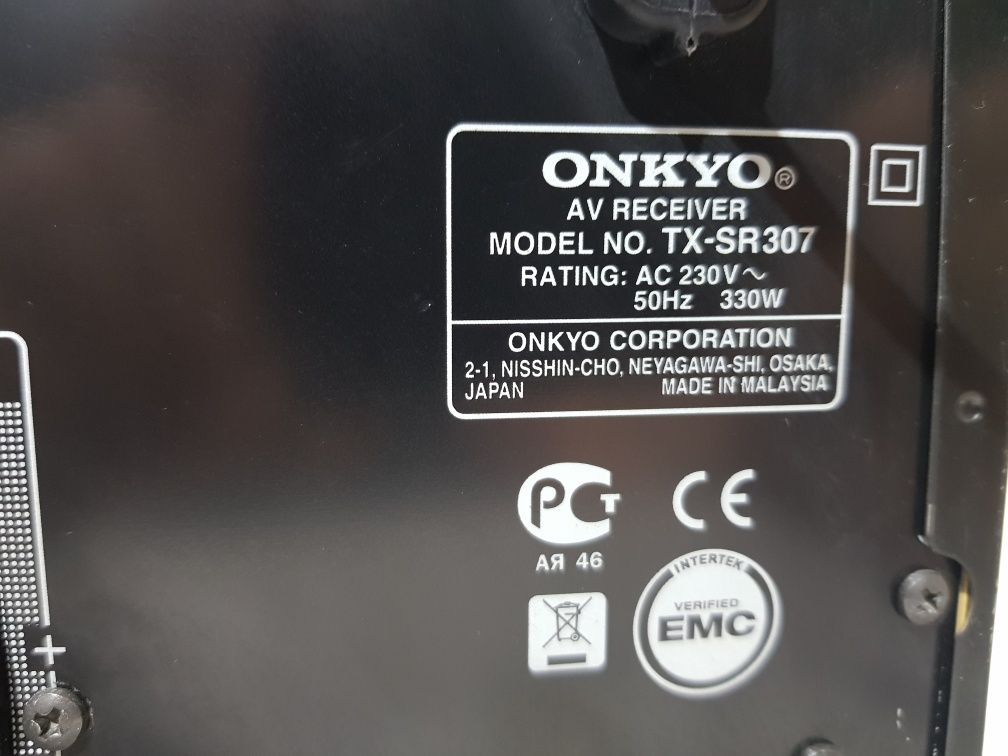 ONKYO®
AV RECEIVER
MODEL NO. TX-SR307
RATING: AC 230V~
50Hz 330W
ONKYO CORPORATION
2-1, NISSHIN-CHO, NEYAGAWA-SHI, OSAKA,
JAPAN MADE IN MALAYSIA
РСТ CE
АЯ 46
INTERTEK
VERIFIED
EMC
+